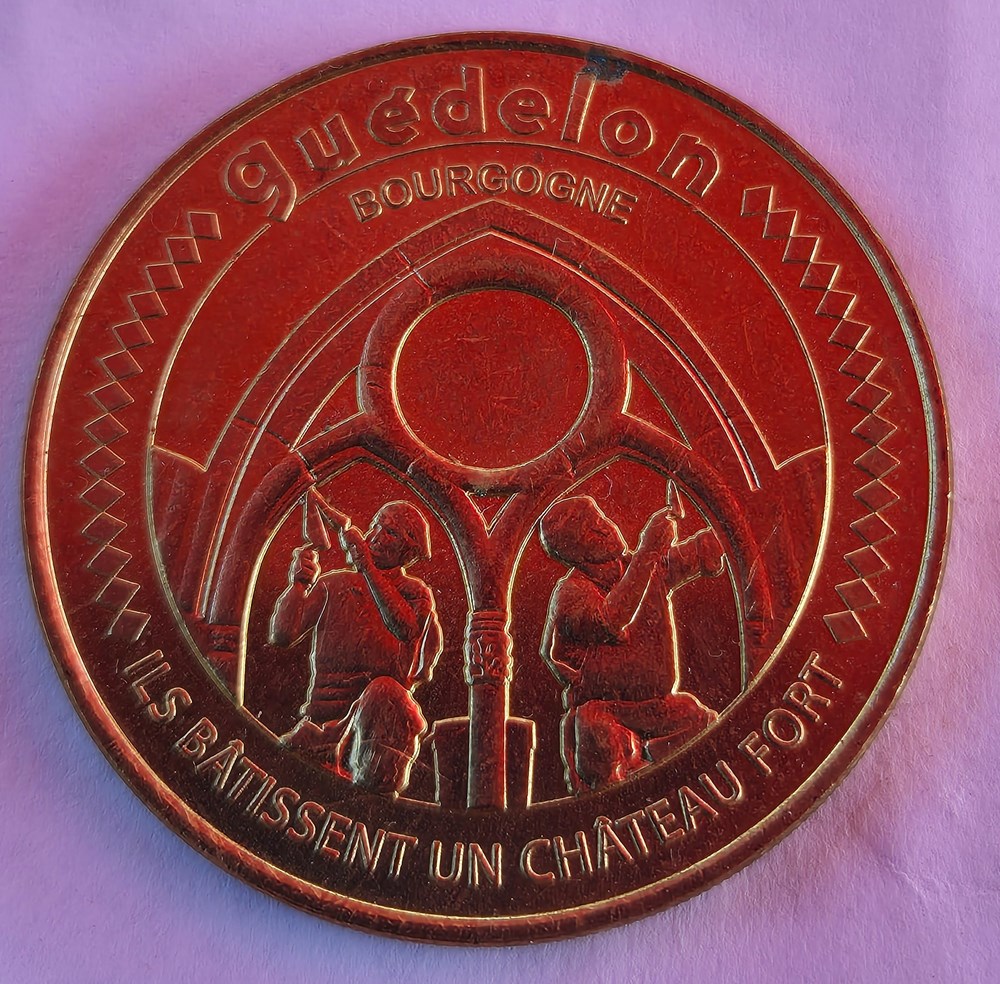 guédelon
BOURGOGNE
ILS BÂTISSENT UN CHÂTEAU FORT